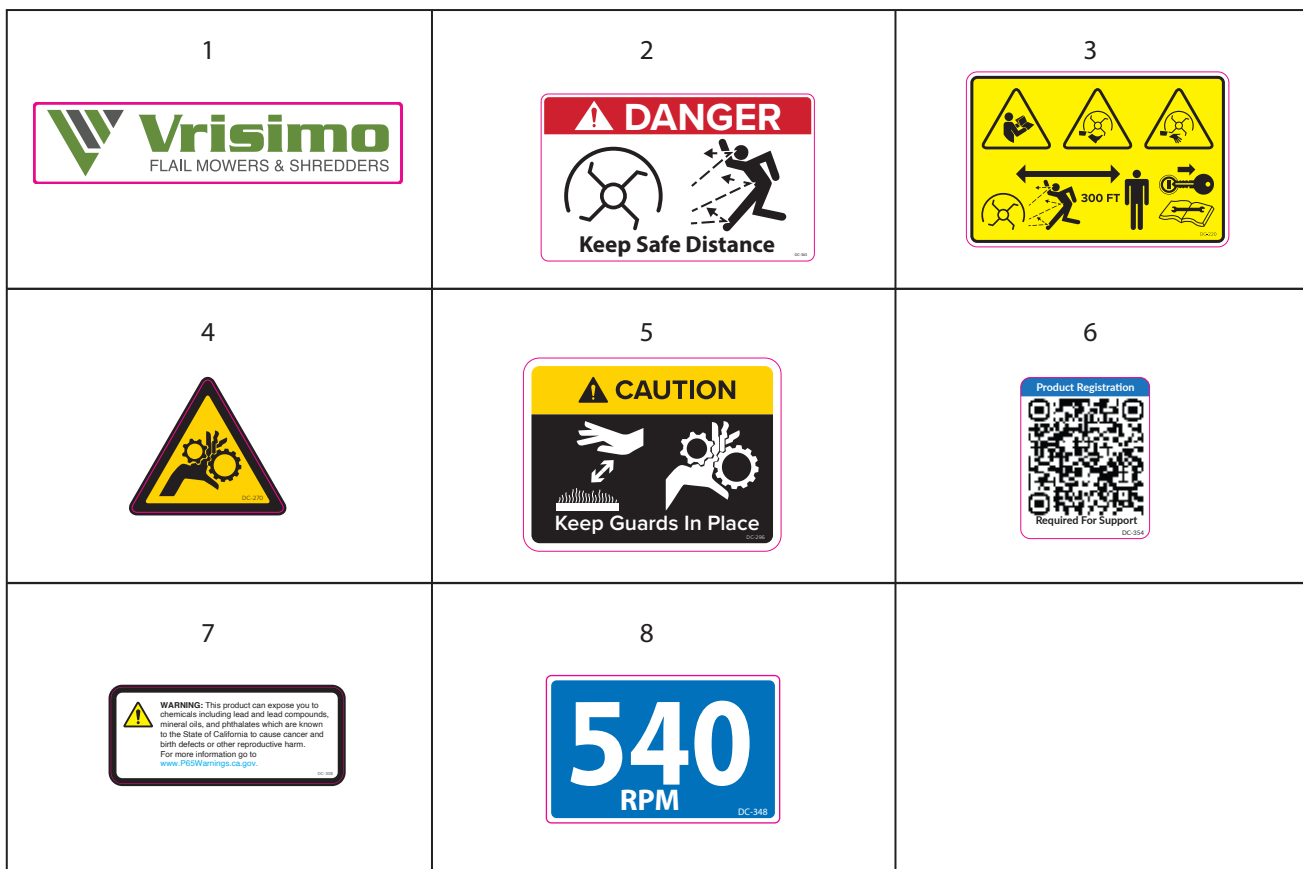 1
Vrisimo
FLAIL MOWERS & SHREDDERS
2
DANGER
Keep Safe Distance
3
300 FT
DC-220
4
DC-270
5
CAUTION
Keep Guards In Place
DC-296
6
Product Registration
Required For Support
DC-354
7
WARNING: This product can expose you to
chemicals including lead and lead compounds,
mineral oils, and phthalates which are known
to the State of California to cause cancer and
birth defects or other reproductive harm.
For more information go to
www.P65Warnings.ca.gov.
8
540
RPM
DC-348